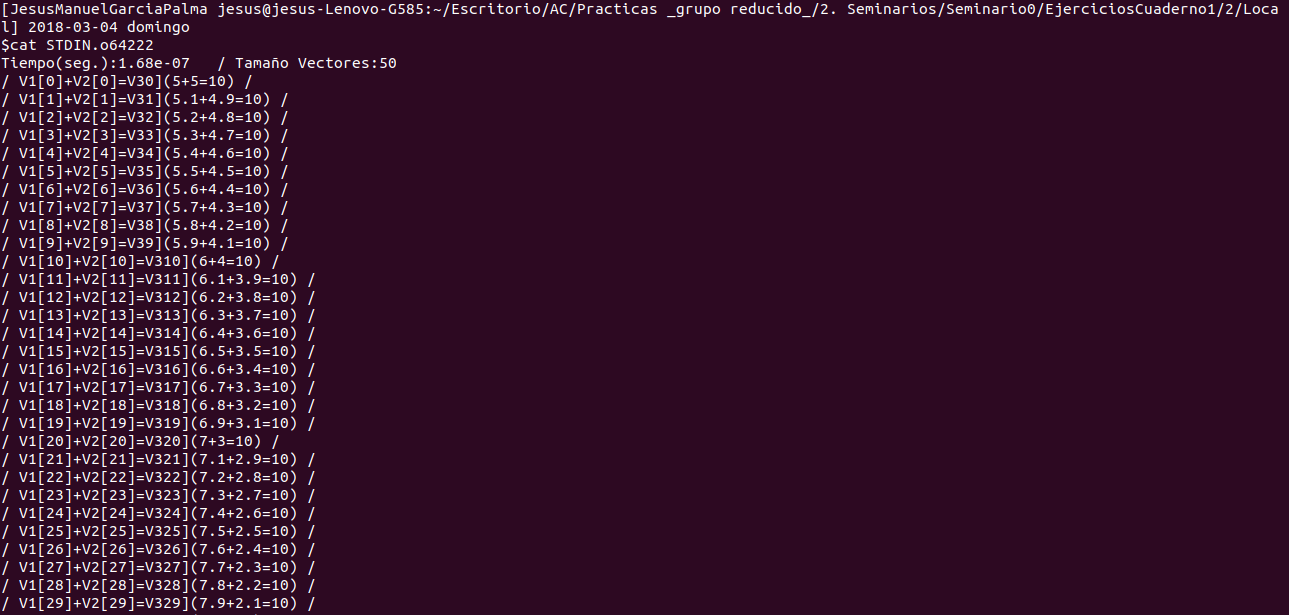 [JesusManuelGarciaPalma jesus@jesus-Lenovo-G585:~/Escritorio/AC/Practicas _grupo reducido_/2. Seminarios/Seminario0/EjerciciosCuaderno1/2/Loca
l] 2018-03-04 domingo
$cat STDIN.o64222
Tiempo(seg.):1.68e-07   / Tamaño Vectores:50
/ V1[0]+V2[0]=V30](5+5=10) /
/ V1[1]+V2[1]=V31](5.1+4.9=10) /
/ V1[2]+V2[2]=V32](5.2+4.8=10) /
/ V1[3]+V2[3]=V33](5.3+4.7=10) /
/ V1[4]+V2[4]=V34](5.4+4.6=10) /
/ V1[5]+V2[5]=V35](5.5+4.5=10) /
/ V1[6]+V2[6]=V36](5.6+4.4=10) /
/ V1[7]+V2[7]=V37](5.7+4.3=10) /
/ V1[8]+V2[8]=V38](5.8+4.2=10) /
/ V1[9]+V2[9]=V39](5.9+4.1=10) /
/ V1[10]+V2[10]=V310](6+4=10) /
/ V1[11]+V2[11]=V311](6.1+3.9=10) /
/ V1[12]+V2[12]=V312](6.2+3.8=10) /
/ V1[13]+V2[13]=V313](6.3+3.7=10) /
/ V1[14]+V2[14]=V314](6.4+3.6=10) /
/ V1[15]+V2[15]=V315](6.5+3.5=10) /
/ V1[16]+V2[16]=V316](6.6+3.4=10) /
/ V1[17]+V2[17]=V317](6.7+3.3=10) /
/ V1[18]+V2[18]=V318](6.8+3.2=10) /
/ V1[19]+V2[19]=V319](6.9+3.1=10) /
/ V1[20]+V2[20]=V320](7+3=10) /
/ V1[21]+V2[21]=V321](7.1+2.9=10) /
/ V1[22]+V2[22]=V322](7.2+2.8=10) /
/ V1[23]+V2[23]=V323](7.3+2.7=10) /
/ V1[24]+V2[24]=V324](7.4+2.6=10) /
/ V1[25]+V2[25]=V325](7.5+2.5=10) /
/ V1[26]+V2[26]=V326](7.6+2.4=10) /
/ V1[27]+V2[27]=V327](7.7+2.3=10) /
/ V1[28]+V2[28]=V328](7.8+2.2=10) /
/ V1[29]+V2[29]=V329](7.9+2.1=10) /